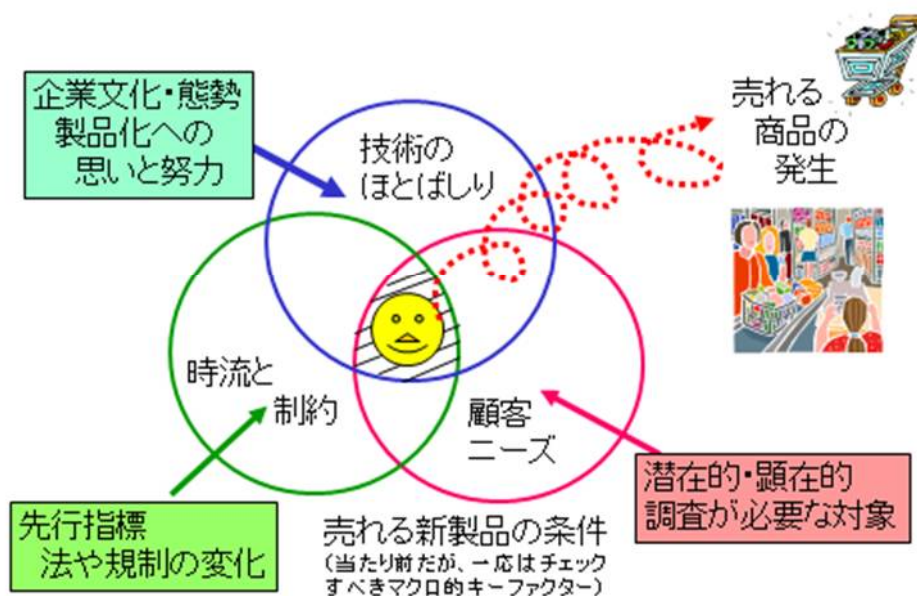 企業文化・態勢
製品化への
思いと努力
技術の
ほとばしり
売れる
商品の
発生
時流と
制約
顧客
ニーズ
先行指標
法や規制の変化
潜在的・顕在的
調査が必要な対象
売れる新製品の条件
(当たり前だが、一応はチェック
すべきマクロ的キーファクター)